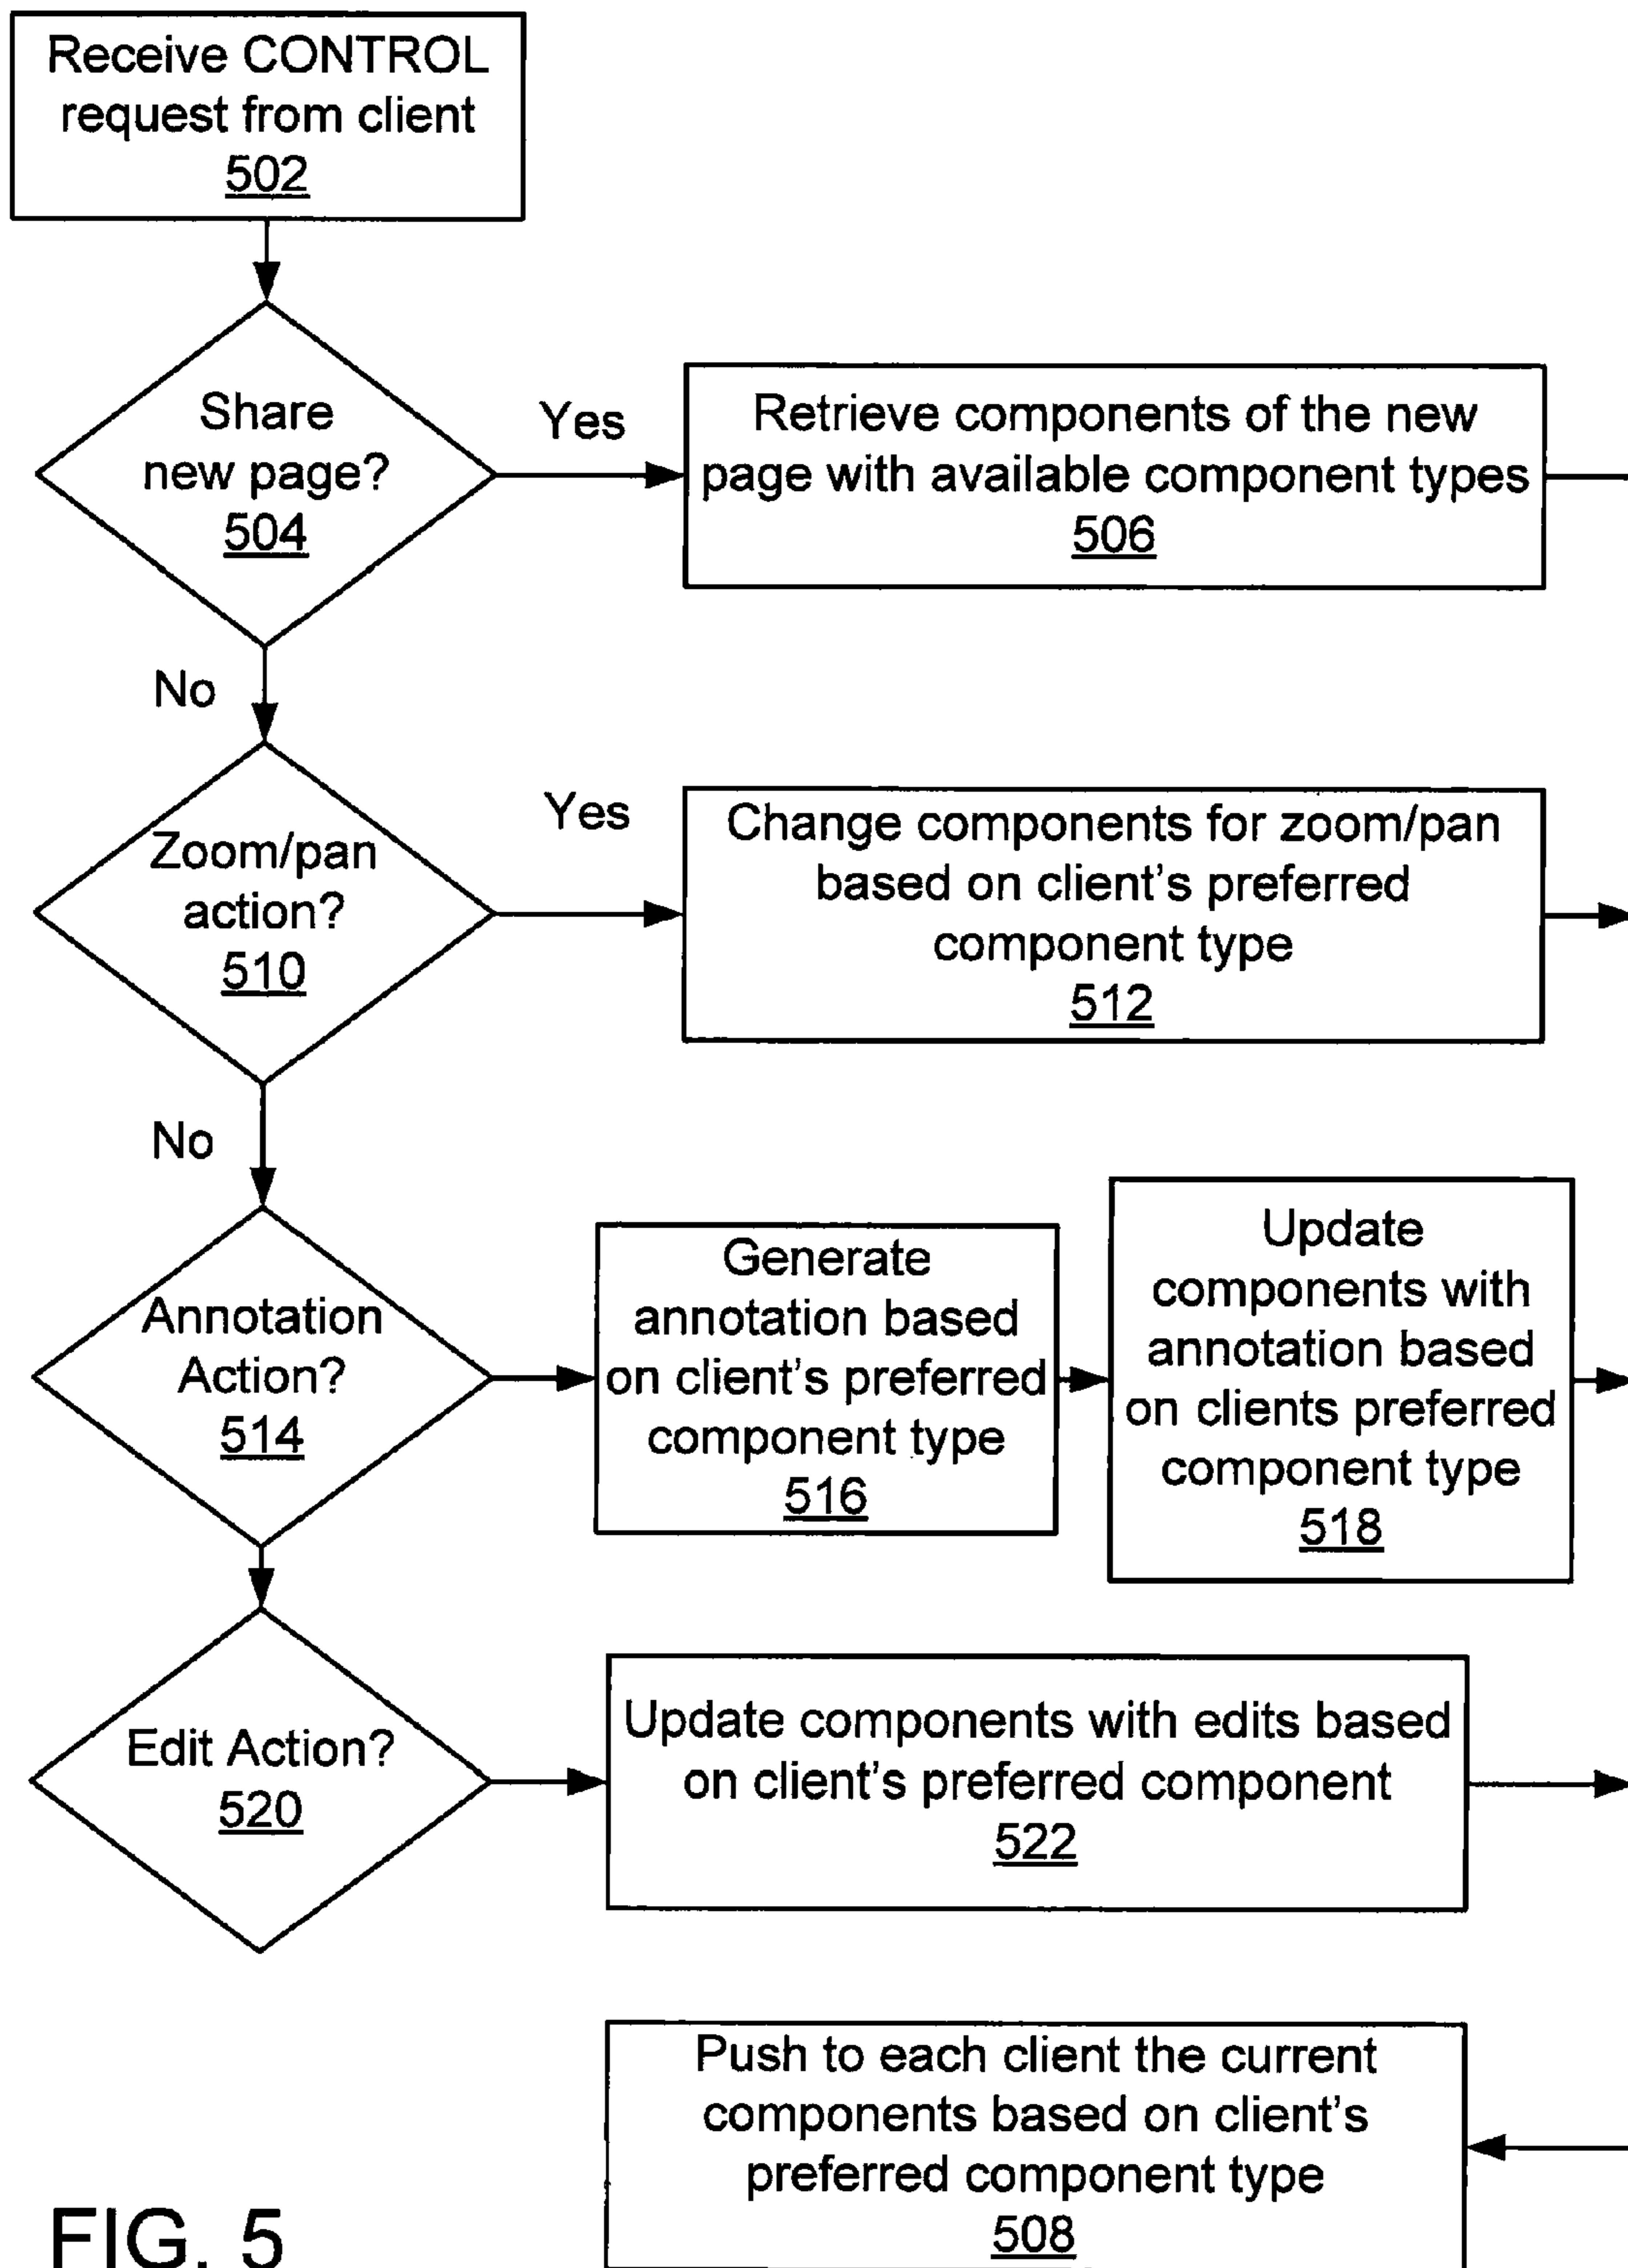 Receive CONTROL
request from client
502
Share
new page?
504
Yes
Retrieve components of the new
page with available component types
506
No
Zoom/pan
action?
510
Yes
Change components for zoom/pan
based on client's preferred
component type
512
No
Annotation
Action?
514
Generate
annotation based
on client's preferred
component type
516
Update
components with
annotation based
on clients preferred
component type
518
Edit Action?
520
Update components with edits based
on client's preferred component
522
Push to each client the current
components based on client's
preferred component type
508
FIG. 5